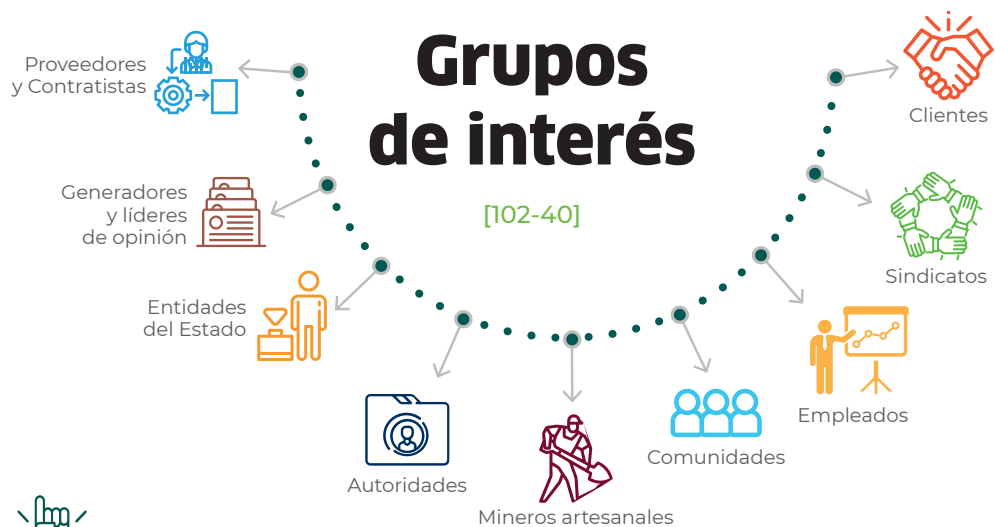 Grupos
de interés
[102-40]
Proveedores
y Contratistas
Generadores
y líderes
de opinión
Entidades
del Estado
Autoridades
Mineros artesanales
Comunidades
Empleados
Sindicatos
Clientes